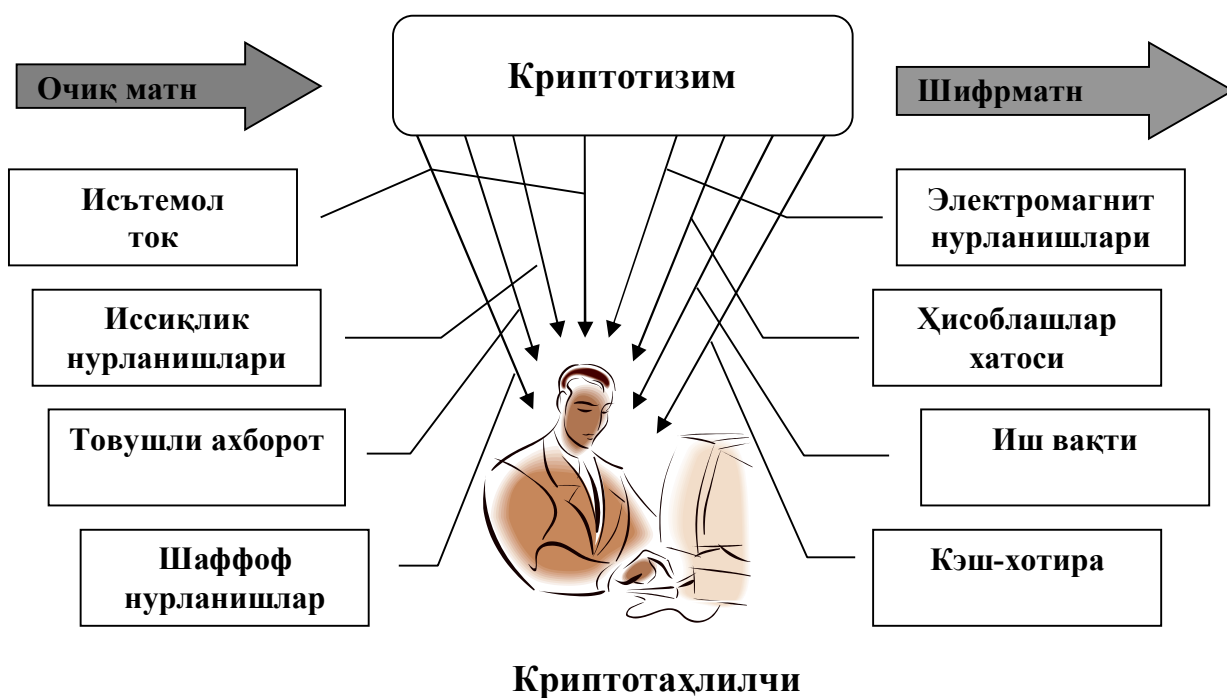 Очиқ матн
Криптотизим
Шифрматн
Исътемол
ток
Электромагнит
нурланишлари
Иссиқлик
нурланишлари
Ҳисоблашлар
хатоси
Товушли ахборот
Иш вақти
Шаффоф
нурланишлар
Кэш-хотира
Криптотаҳлилчи